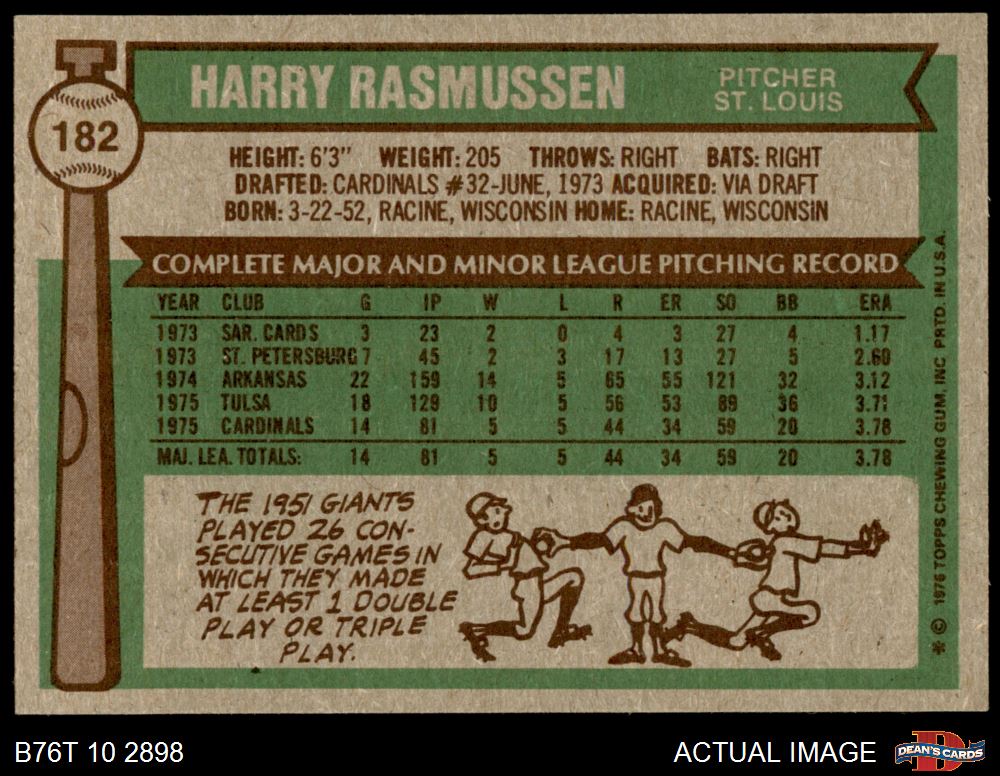 182
HARRY RASMUSSEN
PITCHER
ST. LOUIS
HEIGHT: 6'3" WEIGHT: 205 THROWS: RIGHT BATS: RIGHT
DRAFTED: CARDINALS #32-JUNE, 1973 ACQUIRED: VIA DRAFT
BORN: 3-22-52, RACINE, WISCONSIN HOME: RACINE, WISCONSIN
COMPLETE MAJOR AND MINOR LEAGUE PITCHING RECORD
YEAR CLUB G IP W L R ER SO BB ERA
1973 SAR. CARDS 3 23 2 0 4 3 27 4 1.17
1973 ST. PETERSBURG 7 45 2 3 17 13 27 5 2.60
1974 ARKANSAS 22 159 14 5 65 55 121 32 3.12
1975 TULSA 18 129 10 5 56 53 89 36 3.71
1975 CARDINALS 14 81 5 5 44 34 59 20 3.78
MAJ. LEA. TOTALS: 14 81 5 5 44 34 59 20 3.78
THE 1951 GIANTS
PLAYED 26 CON-
SECUTIVE GAMES IN
WHICH THEY MADE
AT LEAST 1 DOUBLE
PLAY OR TRIPLE
PLAY.
* © 1976 TOPPS CHEWING GUM, INC. PRTD. IN U.S.A.
B76T 10 2898
ACTUAL IMAGE
DEAN'S CARDS